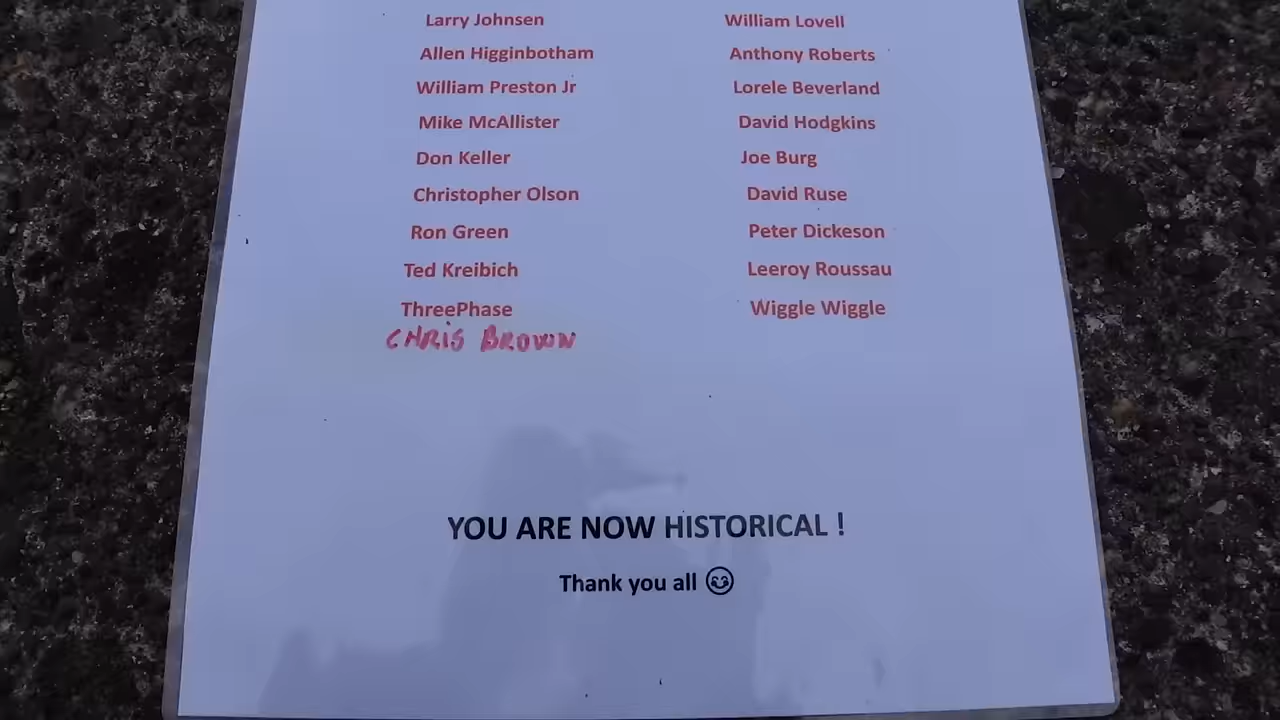 Larry Johnsen William Lovell
Allen Higginbotham Anthony Roberts
William Preston Jr Lorele Beverland
Mike McAllister David Hodgkins
Don Keller Joe Burg
Christopher Olson David Ruse
Ron Green Peter Dickeson
Ted Kreibich Leeroy Roussau
ThreePhase Wiggle Wiggle
CHRIS BROWN
YOU ARE NOW HISTORICAL !
Thank you all 😊